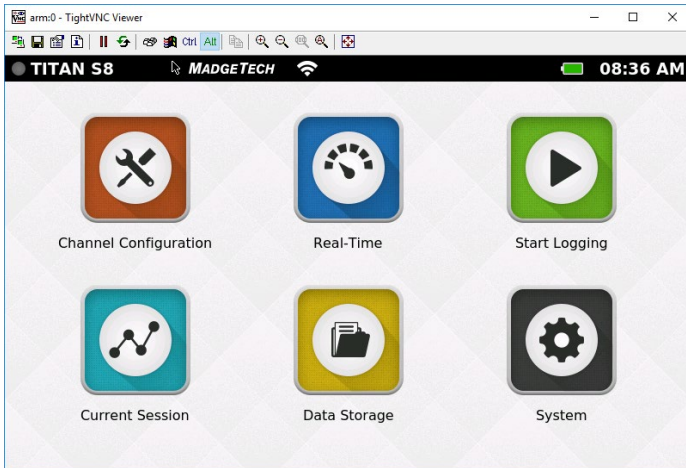 arm:0 - TightVNC Viewer
Ctrl Alt
TITAN S8 MADGETECH 08:36 AM
Channel Configuration Real-Time Start Logging
Current Session Data Storage System